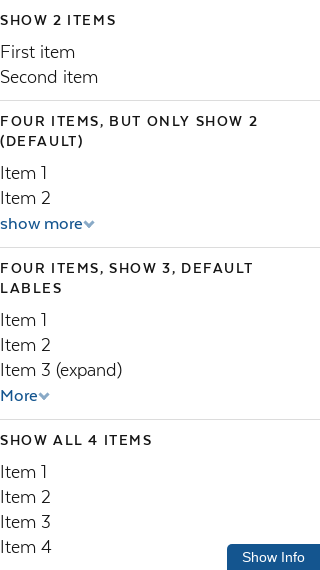 SHOW 2 ITEMS
First item
Second item
FOUR ITEMS, BUT ONLY SHOW 2
(DEFAULT)
Item 1
Item 2
show more
FOUR ITEMS, SHOW 3, DEFAULT
LABLES
Item 1
Item 2
Item 3 (expand)
More
SHOW ALL 4 ITEMS
Item 1
Item 2
Item 3
Item 4
Show Info